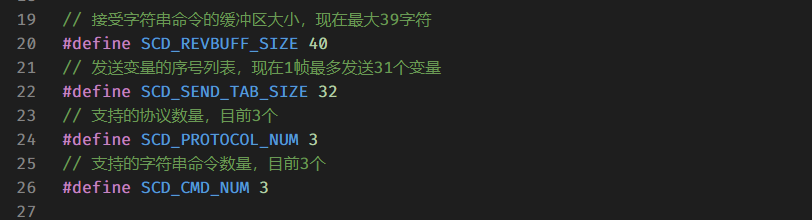 19 // 接受字符串命令的缓冲区大小，现在最大39字符
20 #define SCD_REVBUFF_SIZE 40
21 // 发送变量的序号列表，现在1帧最多发送31个变量
22 #define SCD_SEND_TAB_SIZE 32
23 // 支持的协议数量，目前3个
24 #define SCD_PROTOCOL_NUM 3
25 // 支持的字符串命令数量，目前3个
26 #define SCD_CMD_NUM 3
27